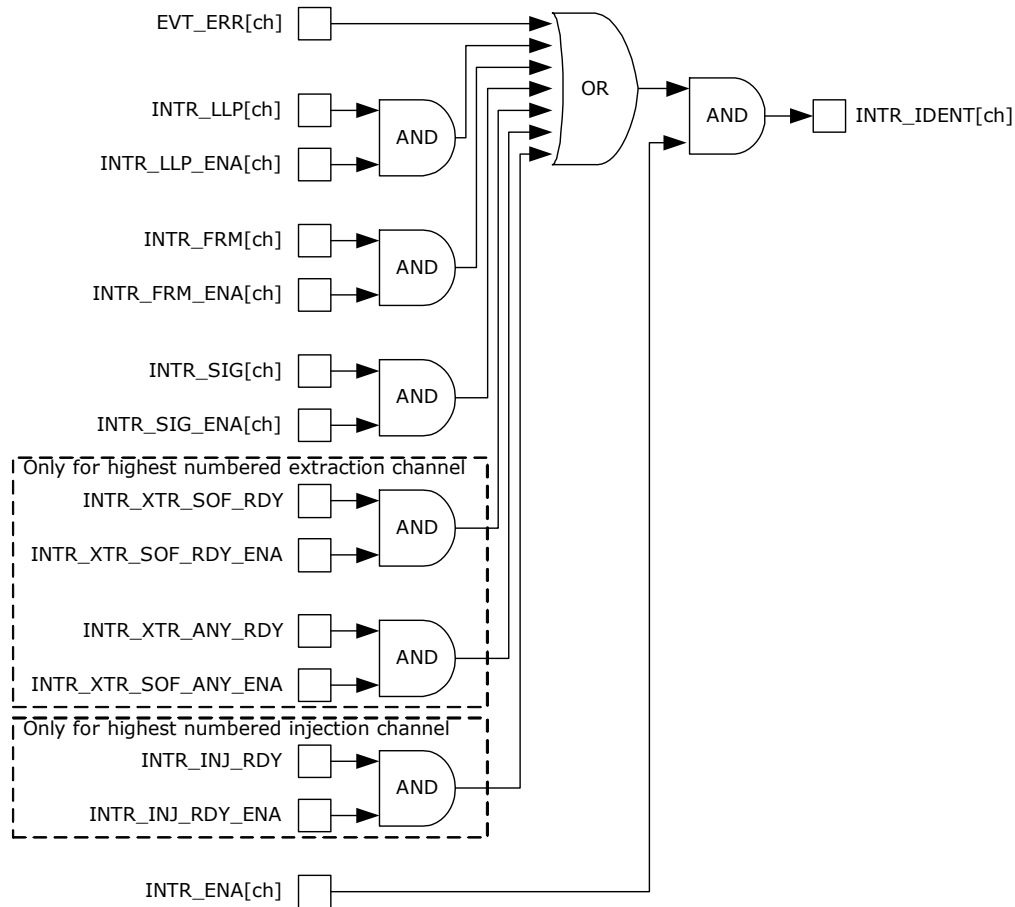 EVT_ERR[ch]
OR
INTR_LLP[ch]
AND
AND
INTR_IDENT[ch]
INTR_LLP_ENA[ch]
INTR_FRM[ch]
AND
INTR_FRM_ENA[ch]
INTR_SIG[ch]
AND
INTR_SIG_ENA[ch]
Only for highest numbered extraction channel
INTR_XTR_SOF_RDY
AND
INTR_XTR_SOF_RDY_ENA
INTR_XTR_ANY_RDY
AND
INTR_XTR_SOF_ANY_ENA
Only for highest numbered injection channel
INTR_INJ_RDY
AND
INTR_INJ_RDY_ENA
INTR_ENA[ch]